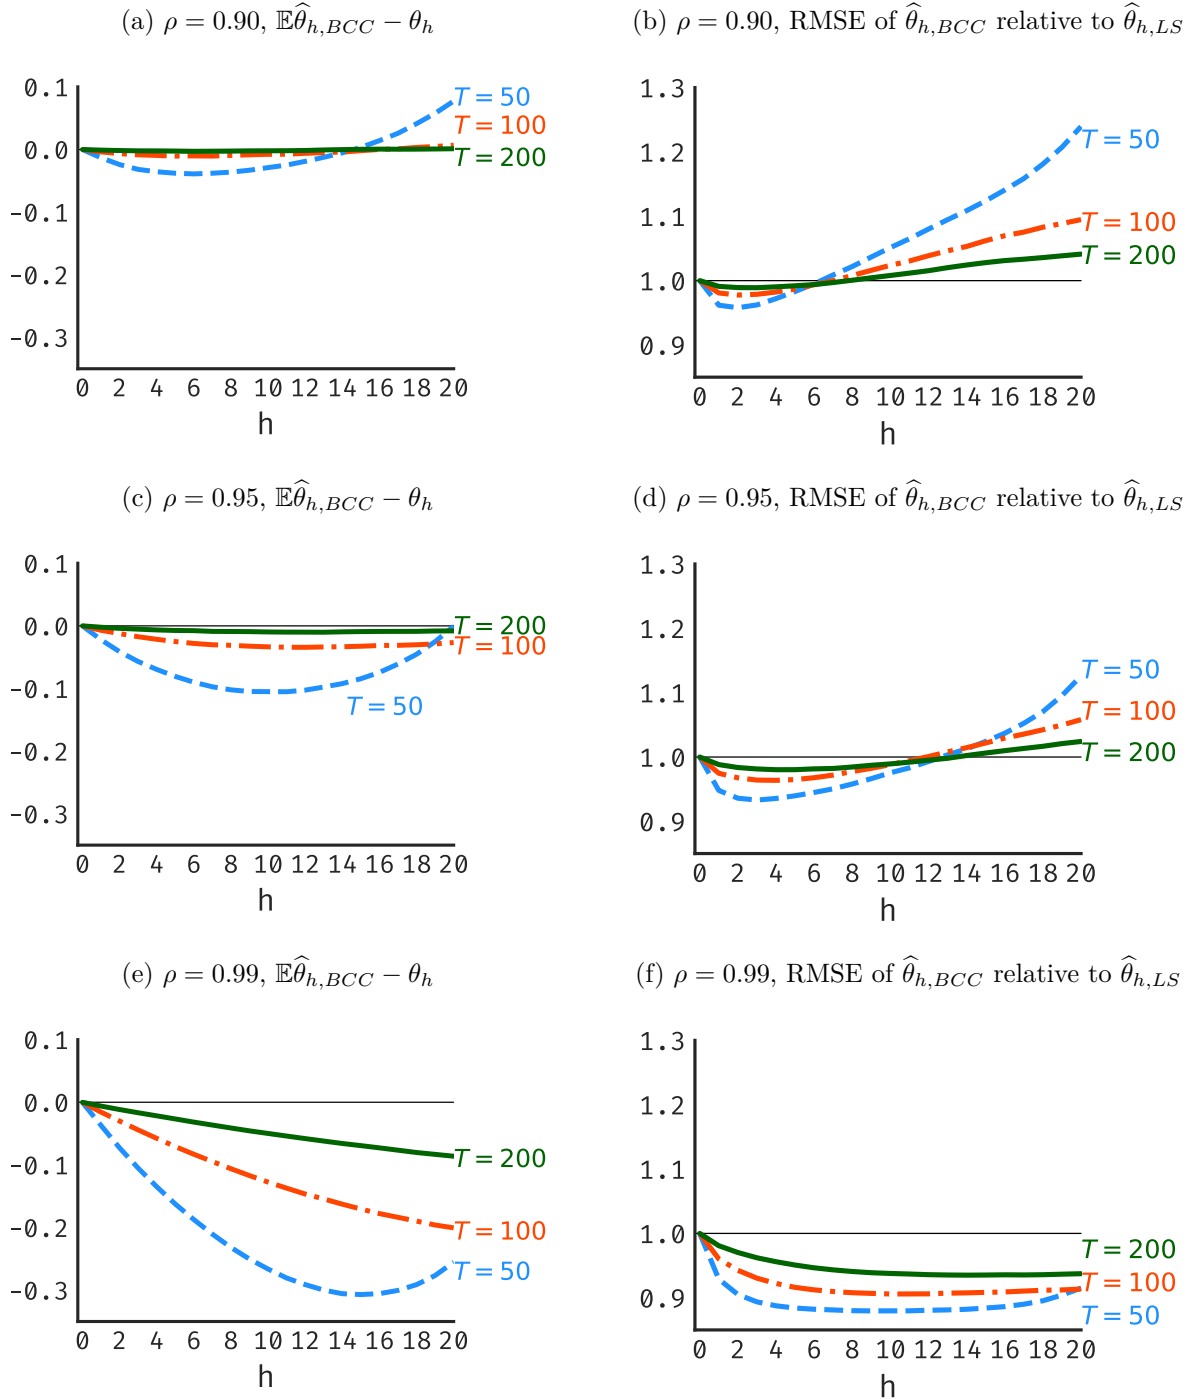 (a) ρ = 0.90, 𝔼θ̂_{h,BCC} − θ_h
0.1
0.0
−0.1
−0.2
−0.3
T = 50
T = 100
T = 200
0 2 4 6 8 10 12 14 16 18 20
h
(b) ρ = 0.90, RMSE of θ̂_{h,BCC} relative to θ̂_{h,LS}
1.3
1.2
1.1
1.0
0.9
T = 50
T = 100
T = 200
0 2 4 6 8 10 12 14 16 18 20
h
(c) ρ = 0.95, 𝔼θ̂_{h,BCC} − θ_h
0.1
0.0
−0.1
−0.2
−0.3
T = 200
T = 100
T = 50
0 2 4 6 8 10 12 14 16 18 20
h
(d) ρ = 0.95, RMSE of θ̂_{h,BCC} relative to θ̂_{h,LS}
1.3
1.2
1.1
1.0
0.9
T = 50
T = 100
T = 200
0 2 4 6 8 10 12 14 16 18 20
h
(e) ρ = 0.99, 𝔼θ̂_{h,BCC} − θ_h
0.1
0.0
−0.1
−0.2
−0.3
T = 200
T = 100
T = 50
0 2 4 6 8 10 12 14 16 18 20
h
(f) ρ = 0.99, RMSE of θ̂_{h,BCC} relative to θ̂_{h,LS}
1.3
1.2
1.1
1.0
0.9
T = 200
T = 100
T = 50
0 2 4 6 8 10 12 14 16 18 20
h